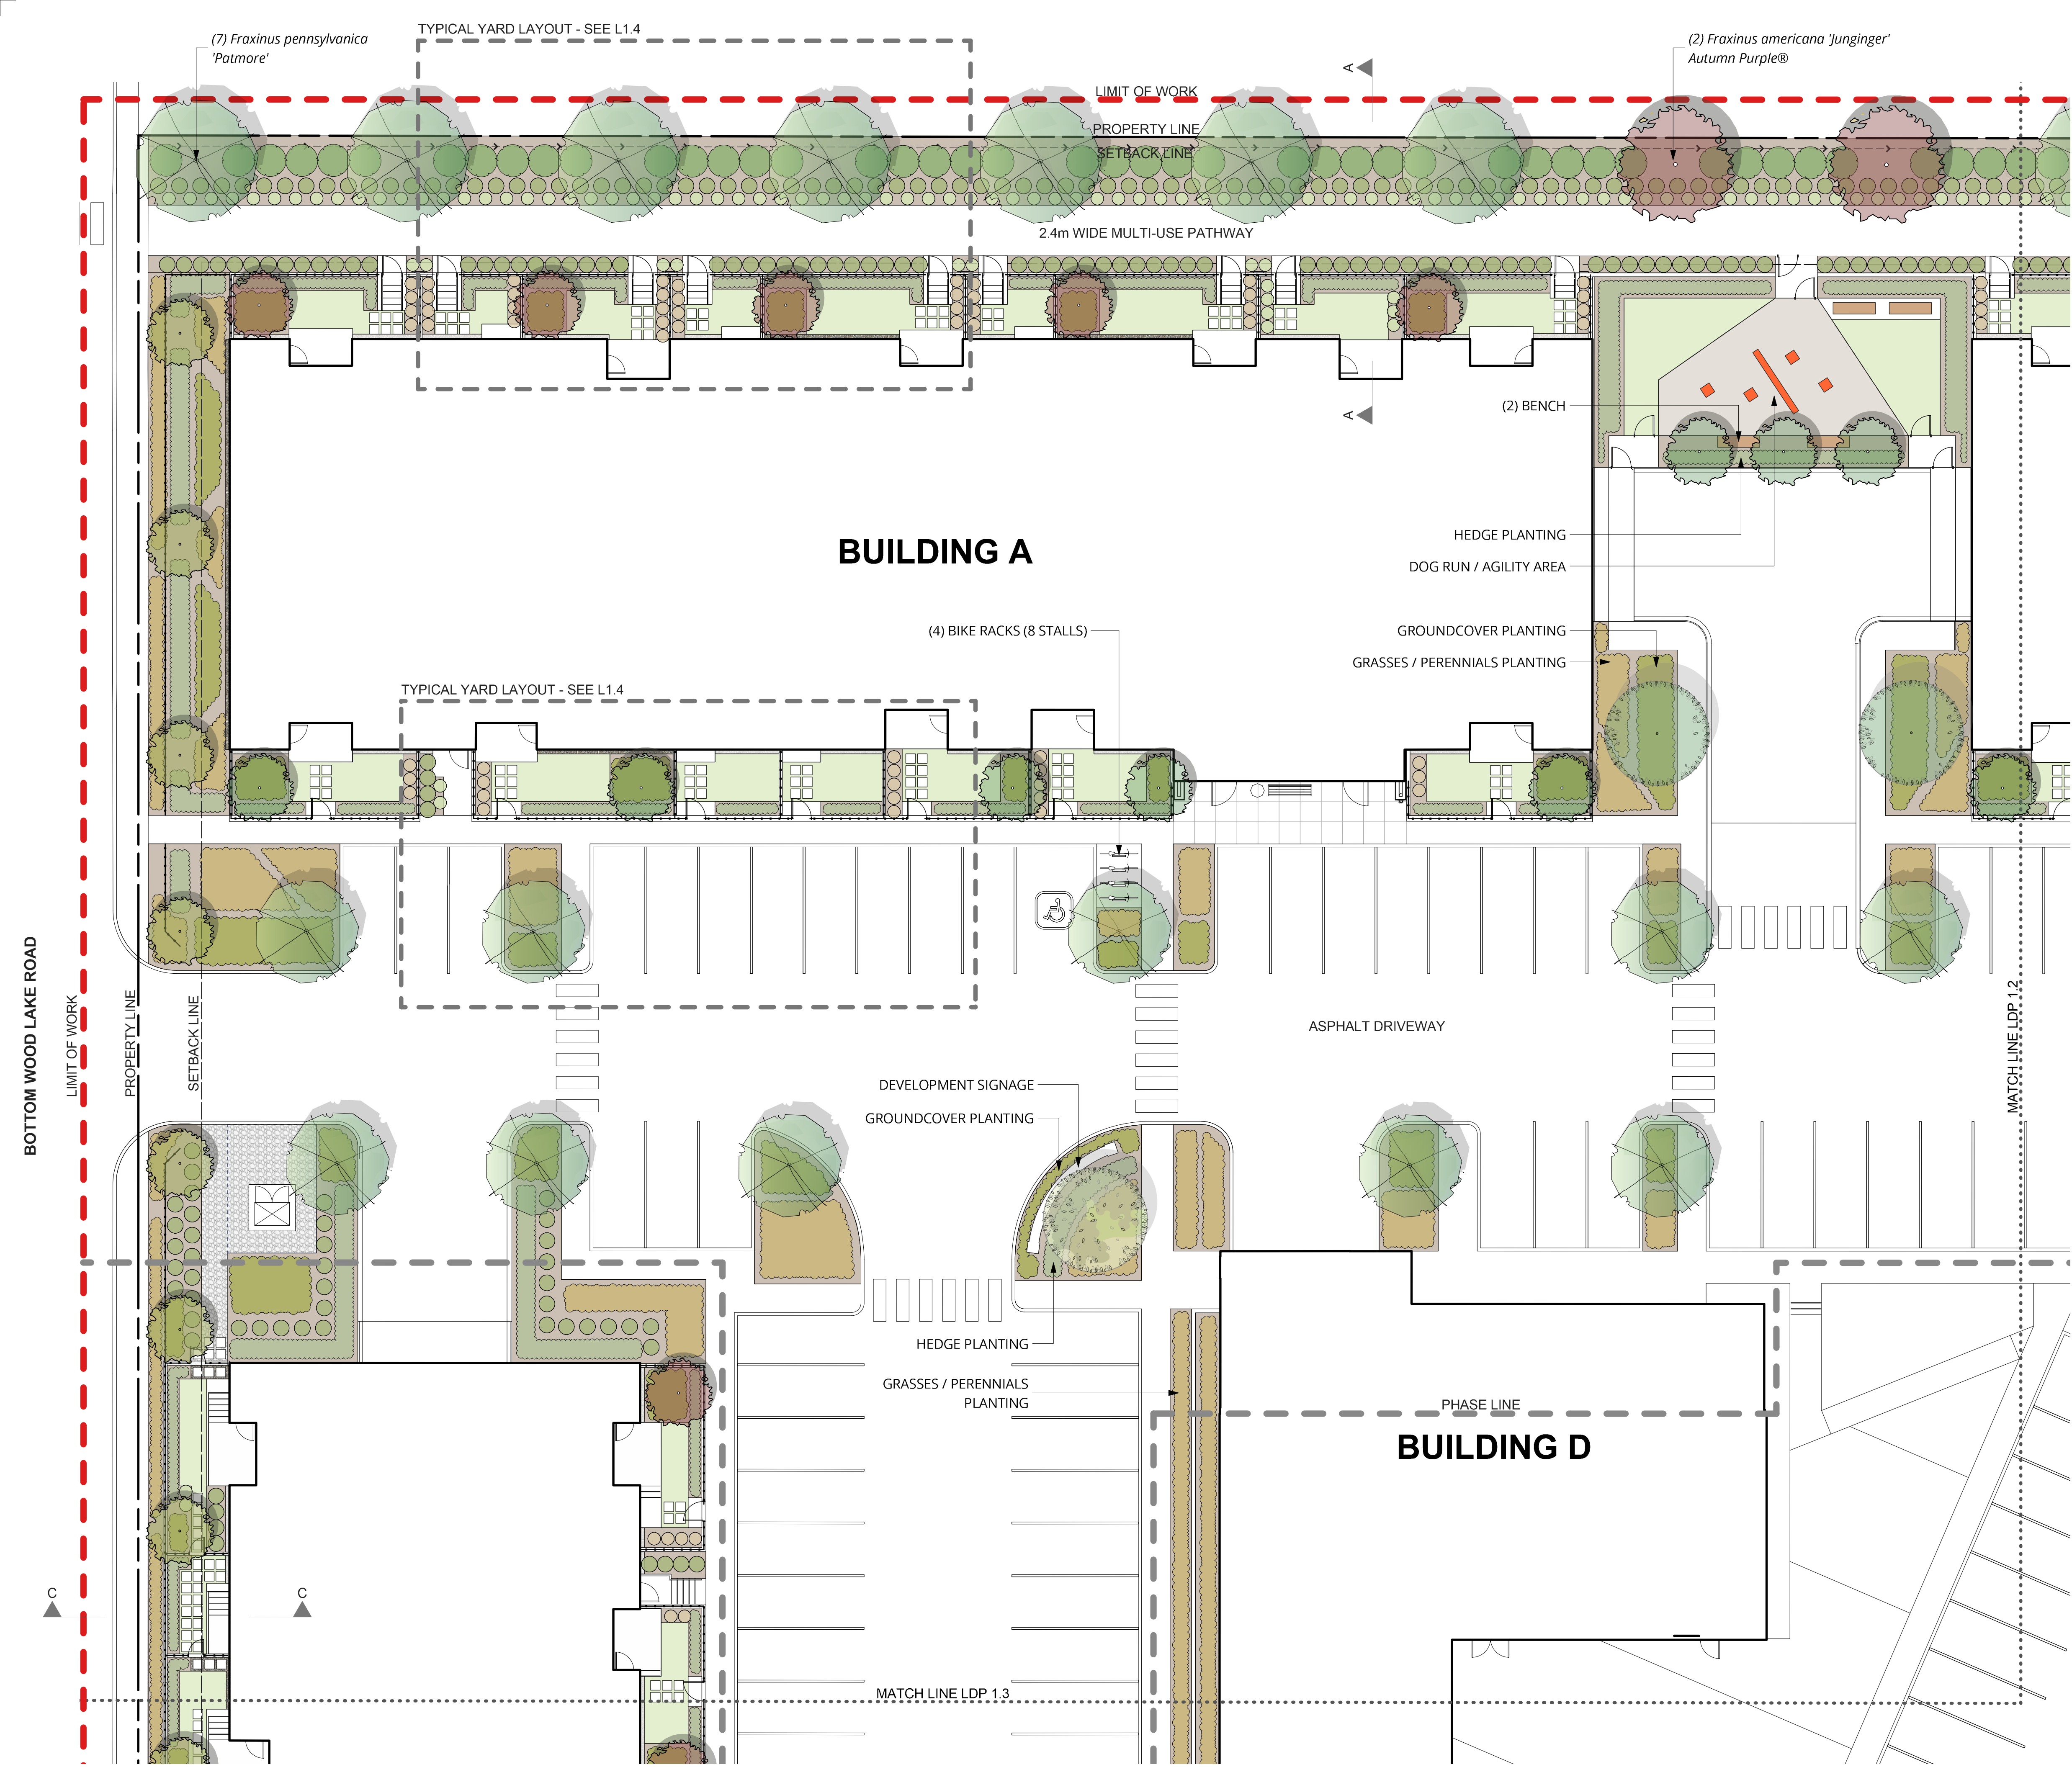 TYPICAL YARD LAYOUT - SEE L1.4
(7) Fraxinus pennsylvanica
'Patmore'
(2) Fraxinus americana 'Junginger'
Autumn Purple®
A
LIMIT OF WORK
PROPERTY LINE
SETBACK LINE
2.4m WIDE MULTI-USE PATHWAY
A
(2) BENCH
HEDGE PLANTING
DOG RUN / AGILITY AREA
BUILDING A
(4) BIKE RACKS (8 STALLS)
GROUNDCOVER PLANTING
GRASSES / PERENNIALS PLANTING
TYPICAL YARD LAYOUT - SEE L1.4
BOTTOM WOOD LAKE ROAD
LIMIT OF WORK
PROPERTY LINE
SETBACK LINE
ASPHALT DRIVEWAY
MATCH LINE LDP 1.2
DEVELOPMENT SIGNAGE
GROUNDCOVER PLANTING
HEDGE PLANTING
GRASSES / PERENNIALS
PLANTING
PHASE LINE
BUILDING D
C
C
MATCH LINE LDP 1.3